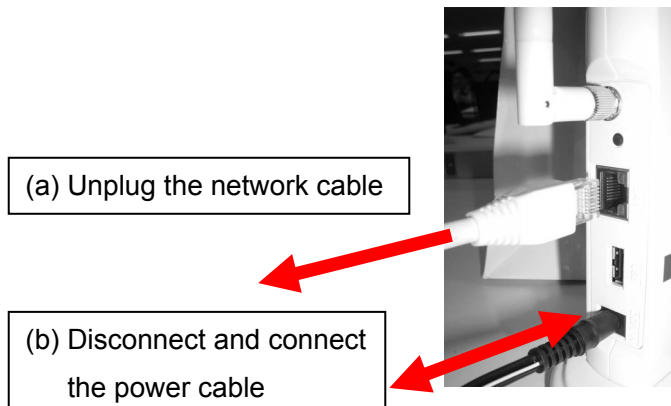 (a) Unplug the network cable
(b) Disconnect and connect
the power cable